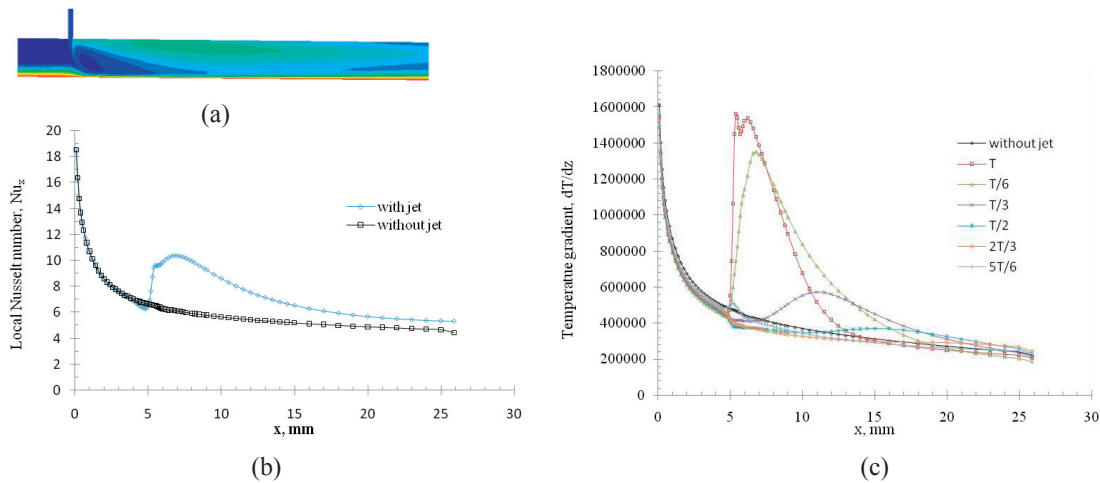 (a)
20
18
16
14
12
10
8
6
4
2
0
Local Nusselt number, Nux
with jet
without jet
0 5 10 15 20 25 30
x, mm
(b)
1800000
1600000
1400000
1200000
1000000
800000
600000
400000
200000
0
Temperatue gradient, dT/dz
without jet
T
T/6
T/3
T/2
2T/3
5T/6
0 5 10 15 20 25 30
x, mm
(c)